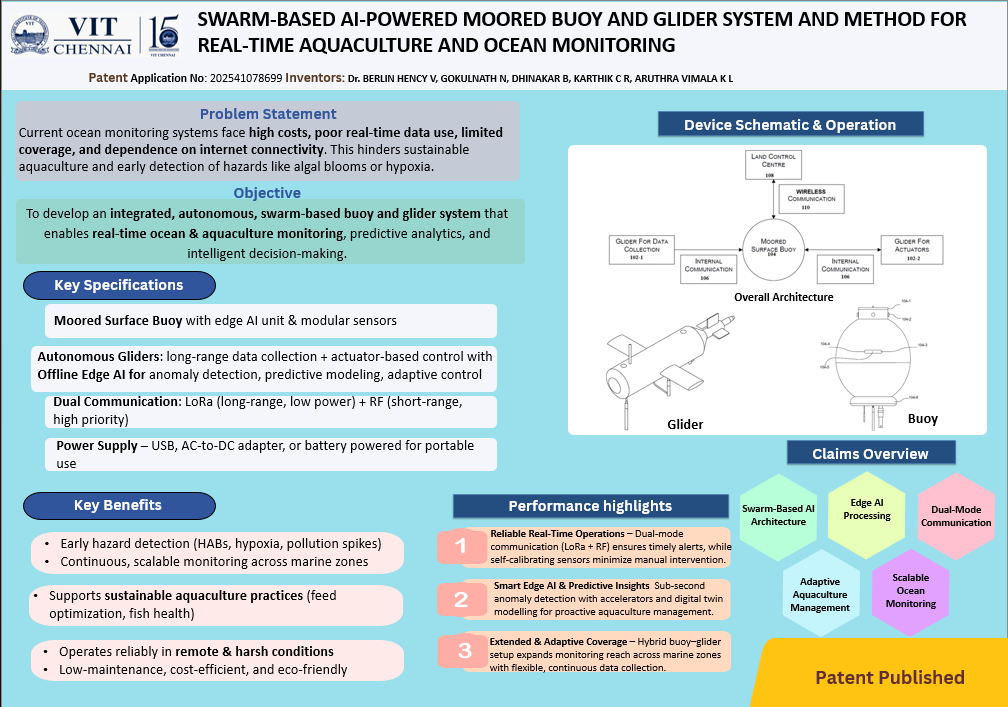 VIT
CHENNAI
15
VIT CHENNAI
SWARM-BASED AI-POWERED MOORED BUOY AND GLIDER SYSTEM AND METHOD FOR
REAL-TIME AQUACULTURE AND OCEAN MONITORING
Patent Application No: 202541078699 Inventors: Dr. BERLIN HENCY V, GOKULNATH N, DHINAKAR B, KARTHIK C R, ARUTHRA VIMALA K L
Problem Statement
Current ocean monitoring systems face high costs, poor real-time data use, limited
coverage, and dependence on internet connectivity. This hinders sustainable
aquaculture and early detection of hazards like algal blooms or hypoxia.
Objective
To develop an integrated, autonomous, swarm-based buoy and glider system that
enables real-time ocean & aquaculture monitoring, predictive analytics, and
intelligent decision-making.
Key Specifications
Moored Surface Buoy with edge AI unit & modular sensors
Autonomous Gliders: long-range data collection + actuator-based control with
Offline Edge AI for anomaly detection, predictive modeling, adaptive control
Dual Communication: LoRa (long-range, low power) + RF (short-range,
high priority)
Power Supply – USB, AC-to-DC adapter, or battery powered for portable
use
Key Benefits
• Early hazard detection (HABs, hypoxia, pollution spikes)
• Continuous, scalable monitoring across marine zones
• Supports sustainable aquaculture practices (feed
optimization, fish health)
• Operates reliably in remote & harsh conditions
• Low-maintenance, cost-efficient, and eco-friendly
Device Schematic & Operation
LAND CONTROL
CENTRE
108
WIRELESS
COMMUNICATION
110
GLIDER FOR DATA
COLLECTION
102-1
MOORED
SURFACE BUOY
104
GLIDER FOR
ACTUATORS
102-2
INTERNAL
COMMUNICATION
106
INTERNAL
COMMUNICATION
106
Overall Architecture
104-1
104-2
104-3
104-4
104-5
Glider
Buoy
Performance highlights
1
Reliable Real-Time Operations – Dual-mode
communication (LoRa + RF) ensures timely alerts, while
self-calibrating sensors minimize manual intervention.
2
Smart Edge AI & Predictive Insights Sub-second
anomaly detection with accelerators and digital twin
modelling for proactive aquaculture management.
3
Extended & Adaptive Coverage – Hybrid buoy–glider
setup expands monitoring reach across marine zones
with flexible, continuous data collection.
Claims Overview
Swarm-Based AI
Architecture
Edge AI
Processing
Dual-Mode
Communication
Adaptive
Aquaculture
Management
Scalable
Ocean
Monitoring
Patent Published